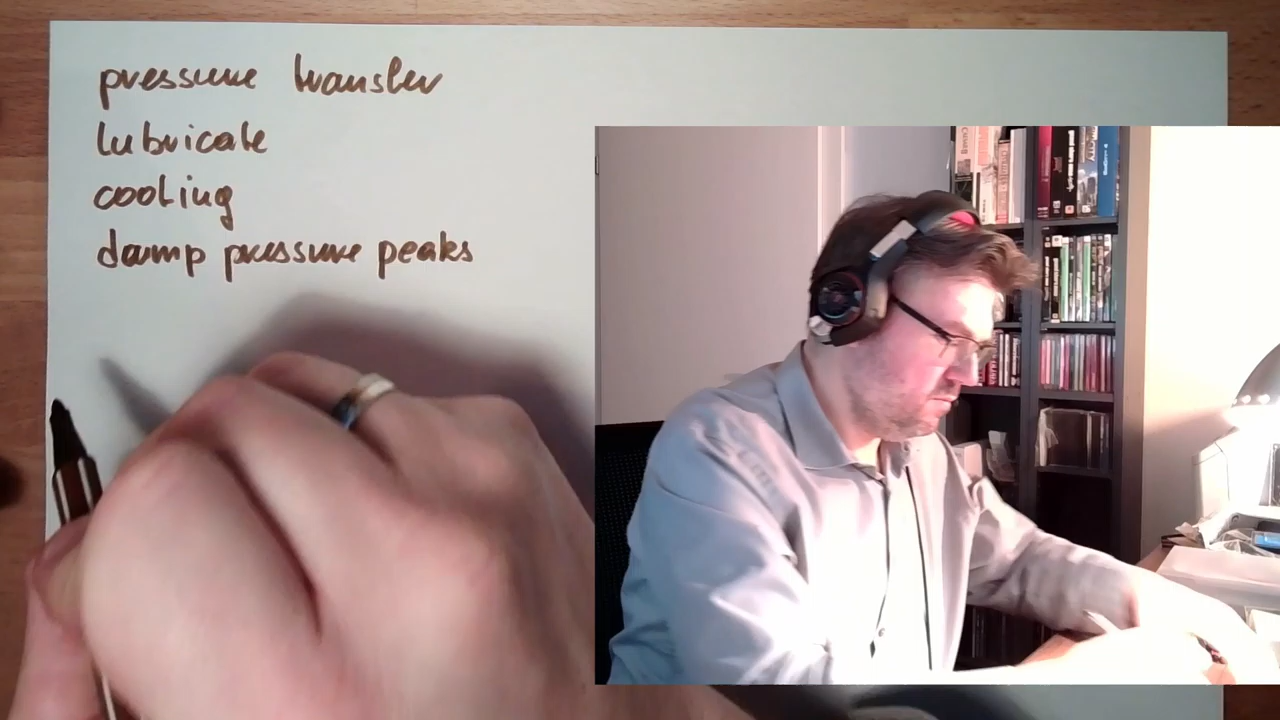 pressure transfer
lubricate
cooling
damp pressure peaks